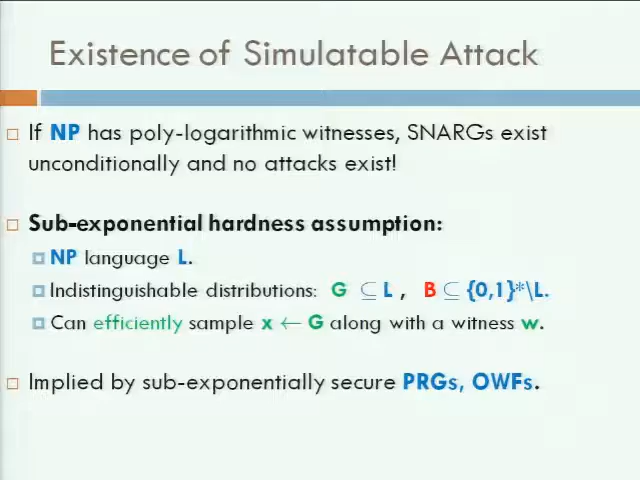 Existence of Simulatable Attack
If NP has poly-logarithmic witnesses, SNARGs exist
unconditionally and no attacks exist!
Sub-exponential hardness assumption:
NP language L.
Indistinguishable distributions: G ⊆ L , B ⊆ {0,1}*\L.
Can efficiently sample x ← G along with a witness w.
Implied by sub-exponentially secure PRGs, OWFs.